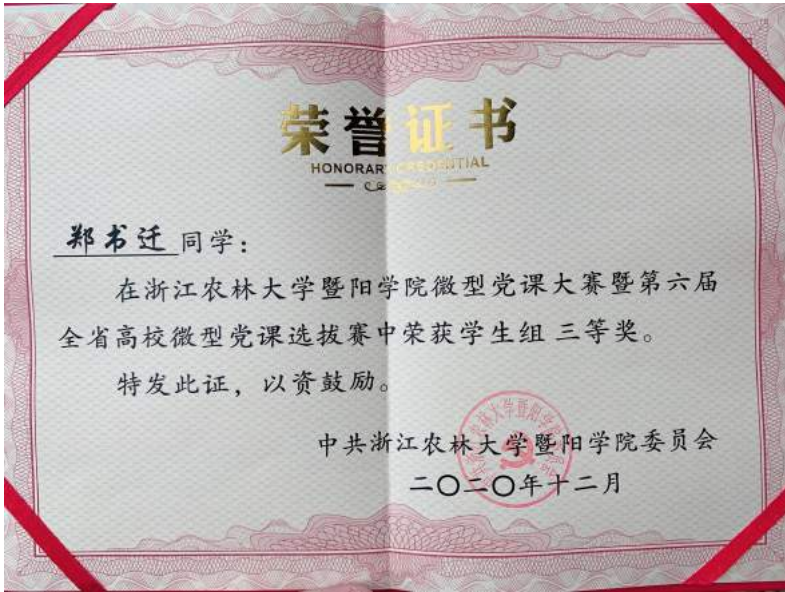 荣誉证书
HONORARY CREDENTIAL
郑书迁 同学：
在浙江农林大学暨阳学院微型党课大赛暨第六届
全省高校微型党课选拔赛中荣获学生组 三等奖。
特发此证，以资鼓励。
中共浙江农林大学暨阳学院委员会
二〇二〇年十二月